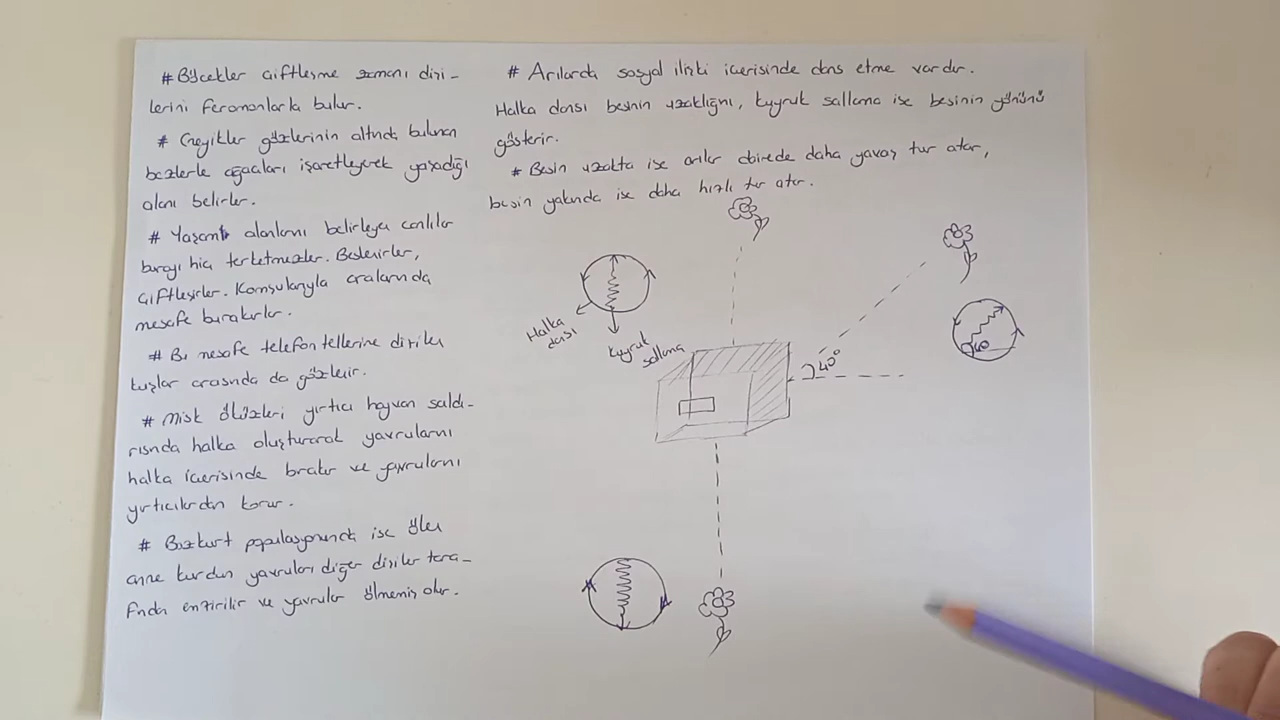 # Böcekler çiftleşme zamanı dişi-
lerini feromonlarla bulur.
# Geyikler gözlerinin altında bulunan
bezlerle ağaçları işaretleyerek yaşadığı
alanı belirler.
# Yaşam alanlarını belirleyen canlılar
burayı hiç terketmezler. Beslenirler,
çiftleşirler. Komşularıyla aralarında
mesafe bırakırlar.
# Bu mesafe telefon tellerine dizilen
kuşlar arasında da gözlenir.
# Misk öküzleri yırtıcı hayvan saldı-
rısında halka oluşturarak yavrularını
halka içerisinde bırakır ve yavrularını
yırtıcılardan korur.
# Bozkurt populasyonunda ise ölen
anne kurdun yavruları diğer dişiler tara-
fından emzirilir ve yavrular ölmemiş olur.
# Arılarda sosyal ilişki içerisinde dans etme vardır.
Halka dansı besinin uzaklığını, kuyruk sallama ise besinin yönünü
gösterir.
# Besin uzakta ise arılar dairede daha yavaş tur atar,
besin yakında ise daha hızlı tur atar.
Halka
dansı
Kuyruk
sallama
40°
40